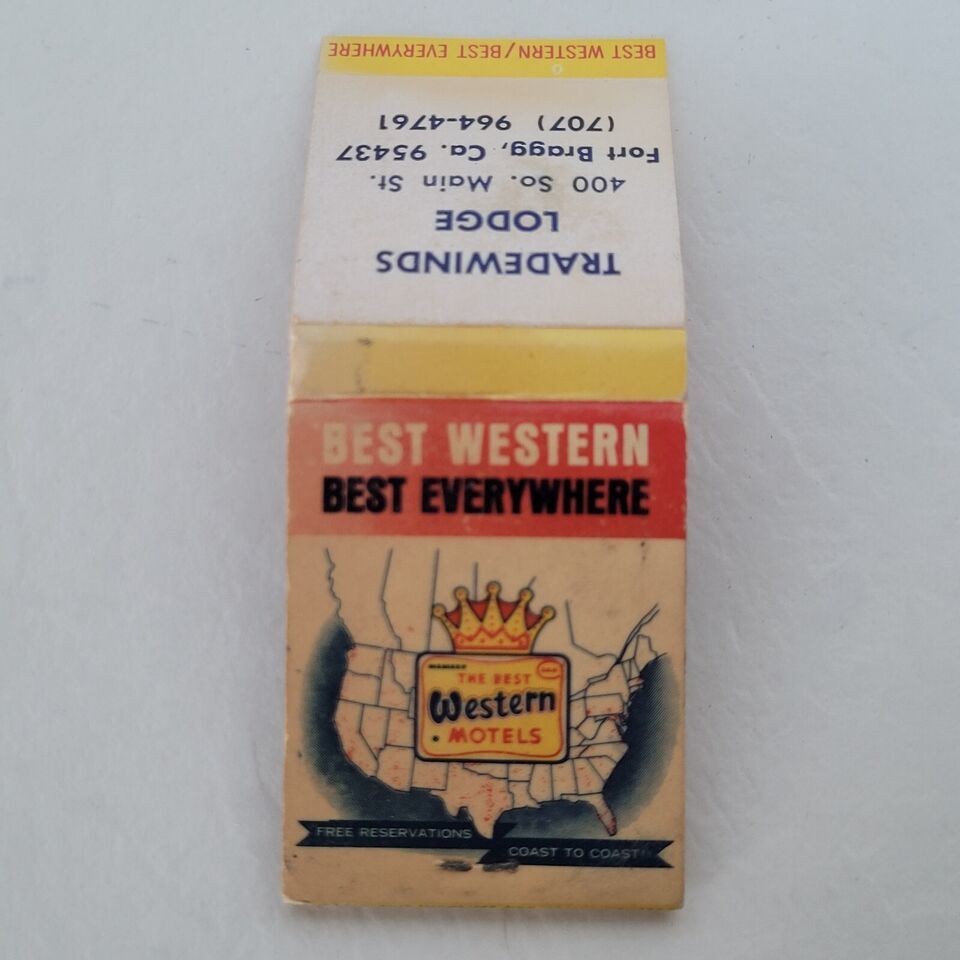 BEST WESTERN/BEST EVERYWHERE
TRADEWINDS
LODGE
400 So. Main St.
Fort Bragg, Ca. 95437
(707) 964-4761
BEST WESTERN
BEST EVERYWHERE
THE BEST
Western
MOTELS
FREE RESERVATIONS
COAST TO COAST